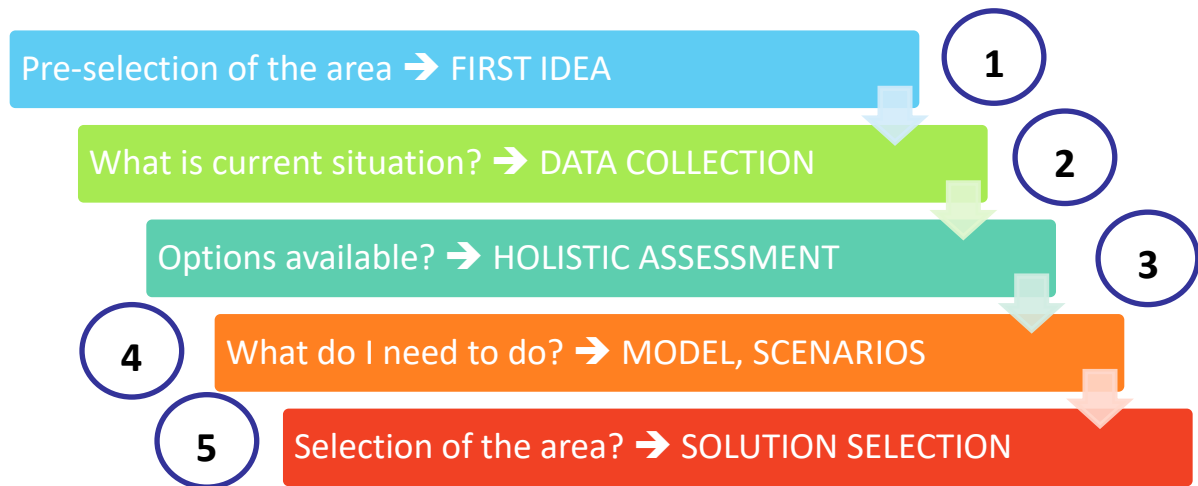 Pre-selection of the area ➔ FIRST IDEA
1
What is current situation? ➔ DATA COLLECTION
2
Options available? ➔ HOLISTIC ASSESSMENT
3
4
What do I need to do? ➔ MODEL, SCENARIOS
5
Selection of the area? ➔ SOLUTION SELECTION